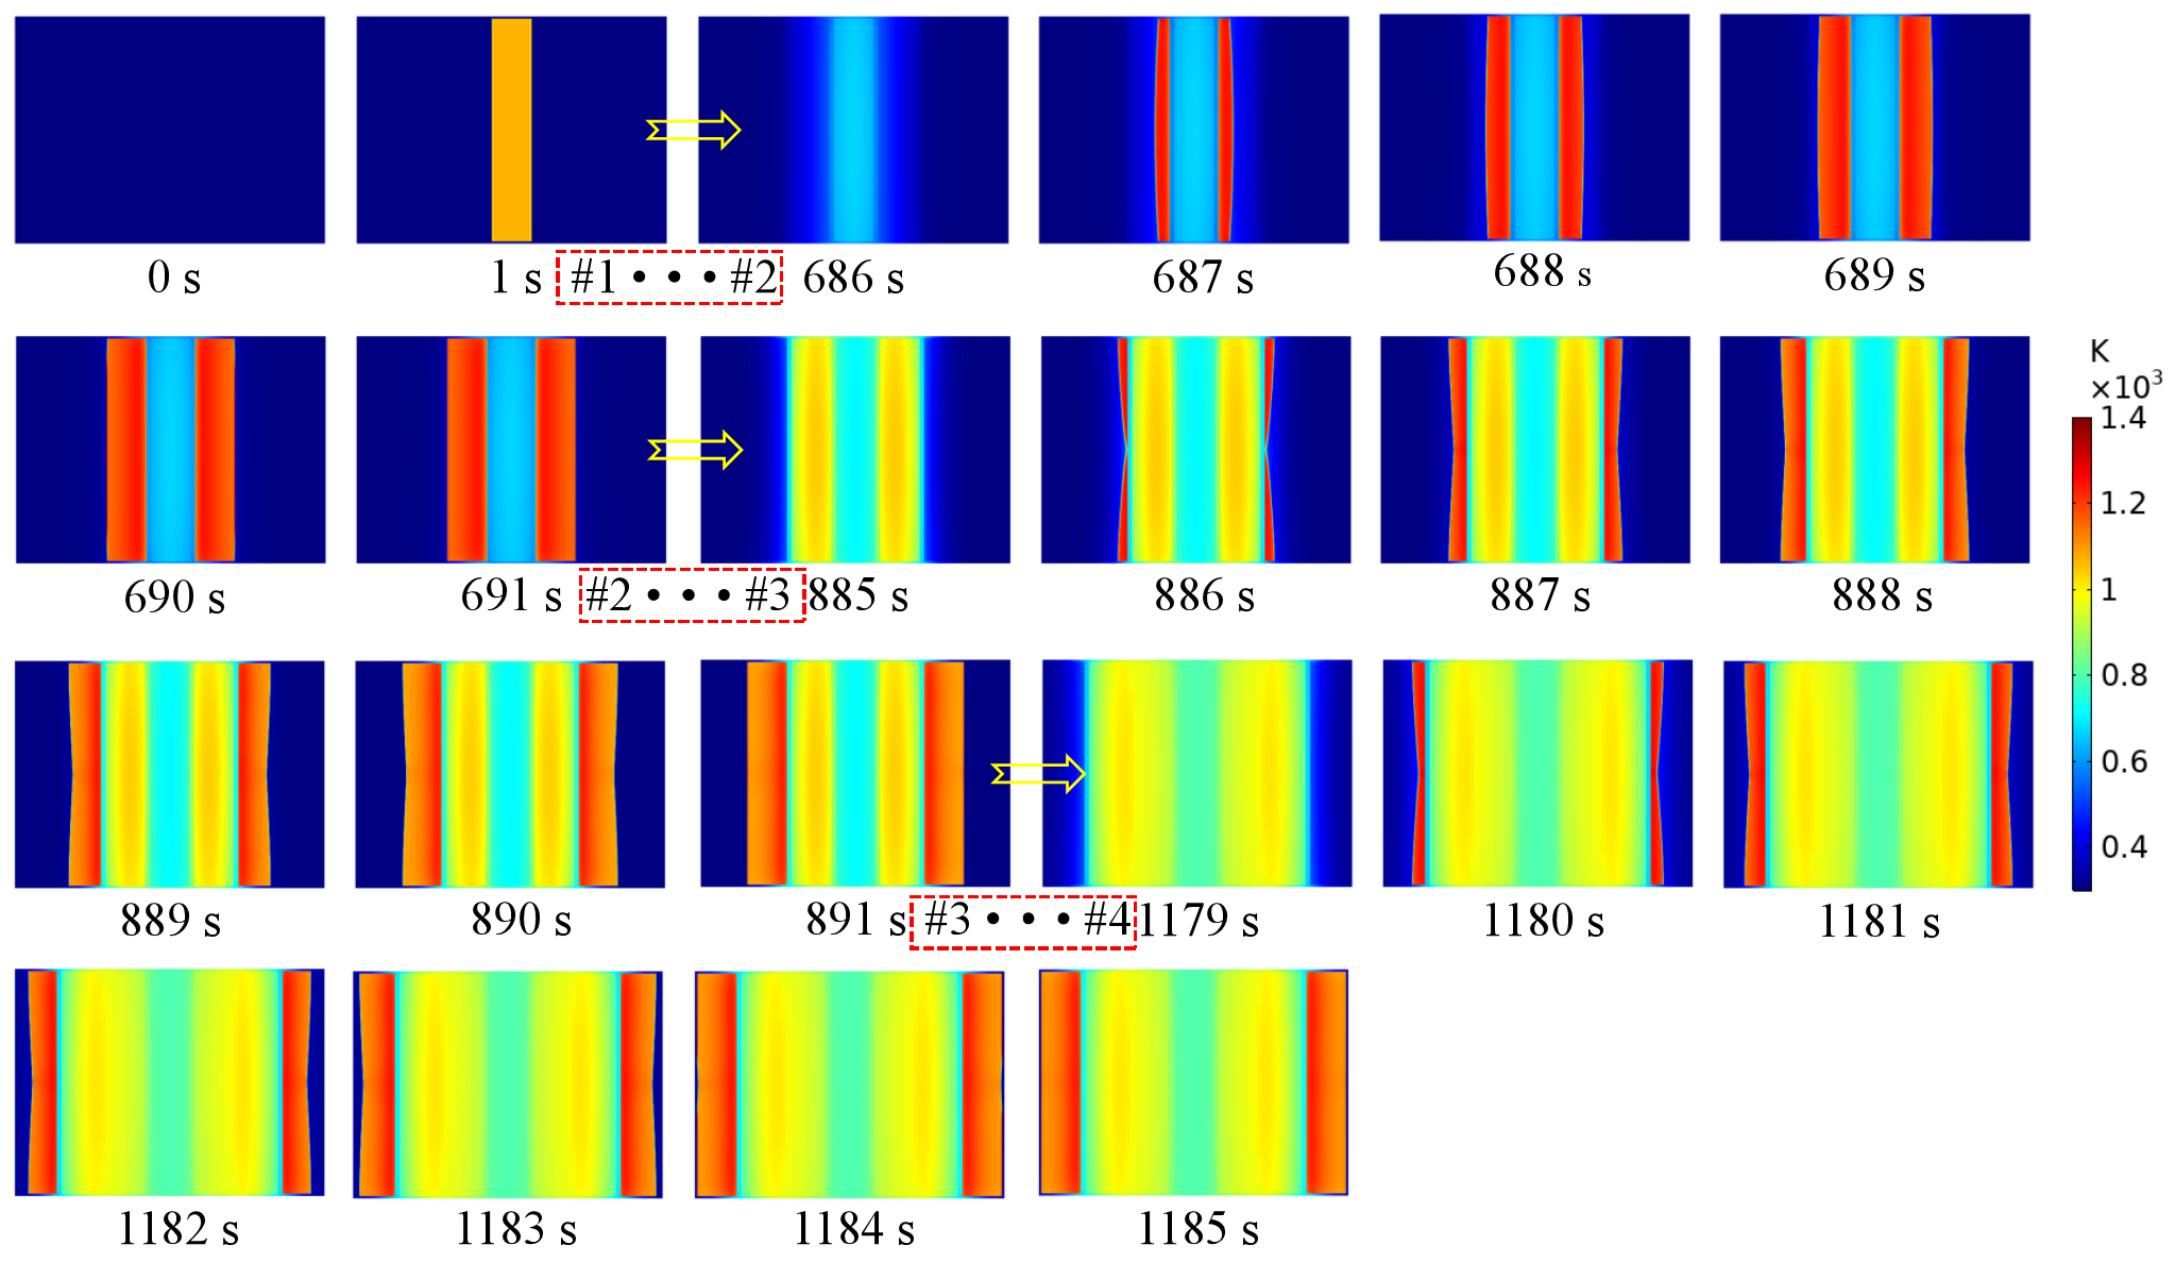 0 s
1 s #1 • • • #2 686 s
687 s
688 s
689 s
690 s
691 s #2 • • • #3 885 s
886 s
887 s
888 s
K
×10³
1.4
1.2
1
0.8
0.6
0.4
889 s
890 s
891 s #3 • • • #4 1179 s
1180 s
1181 s
1182 s
1183 s
1184 s
1185 s